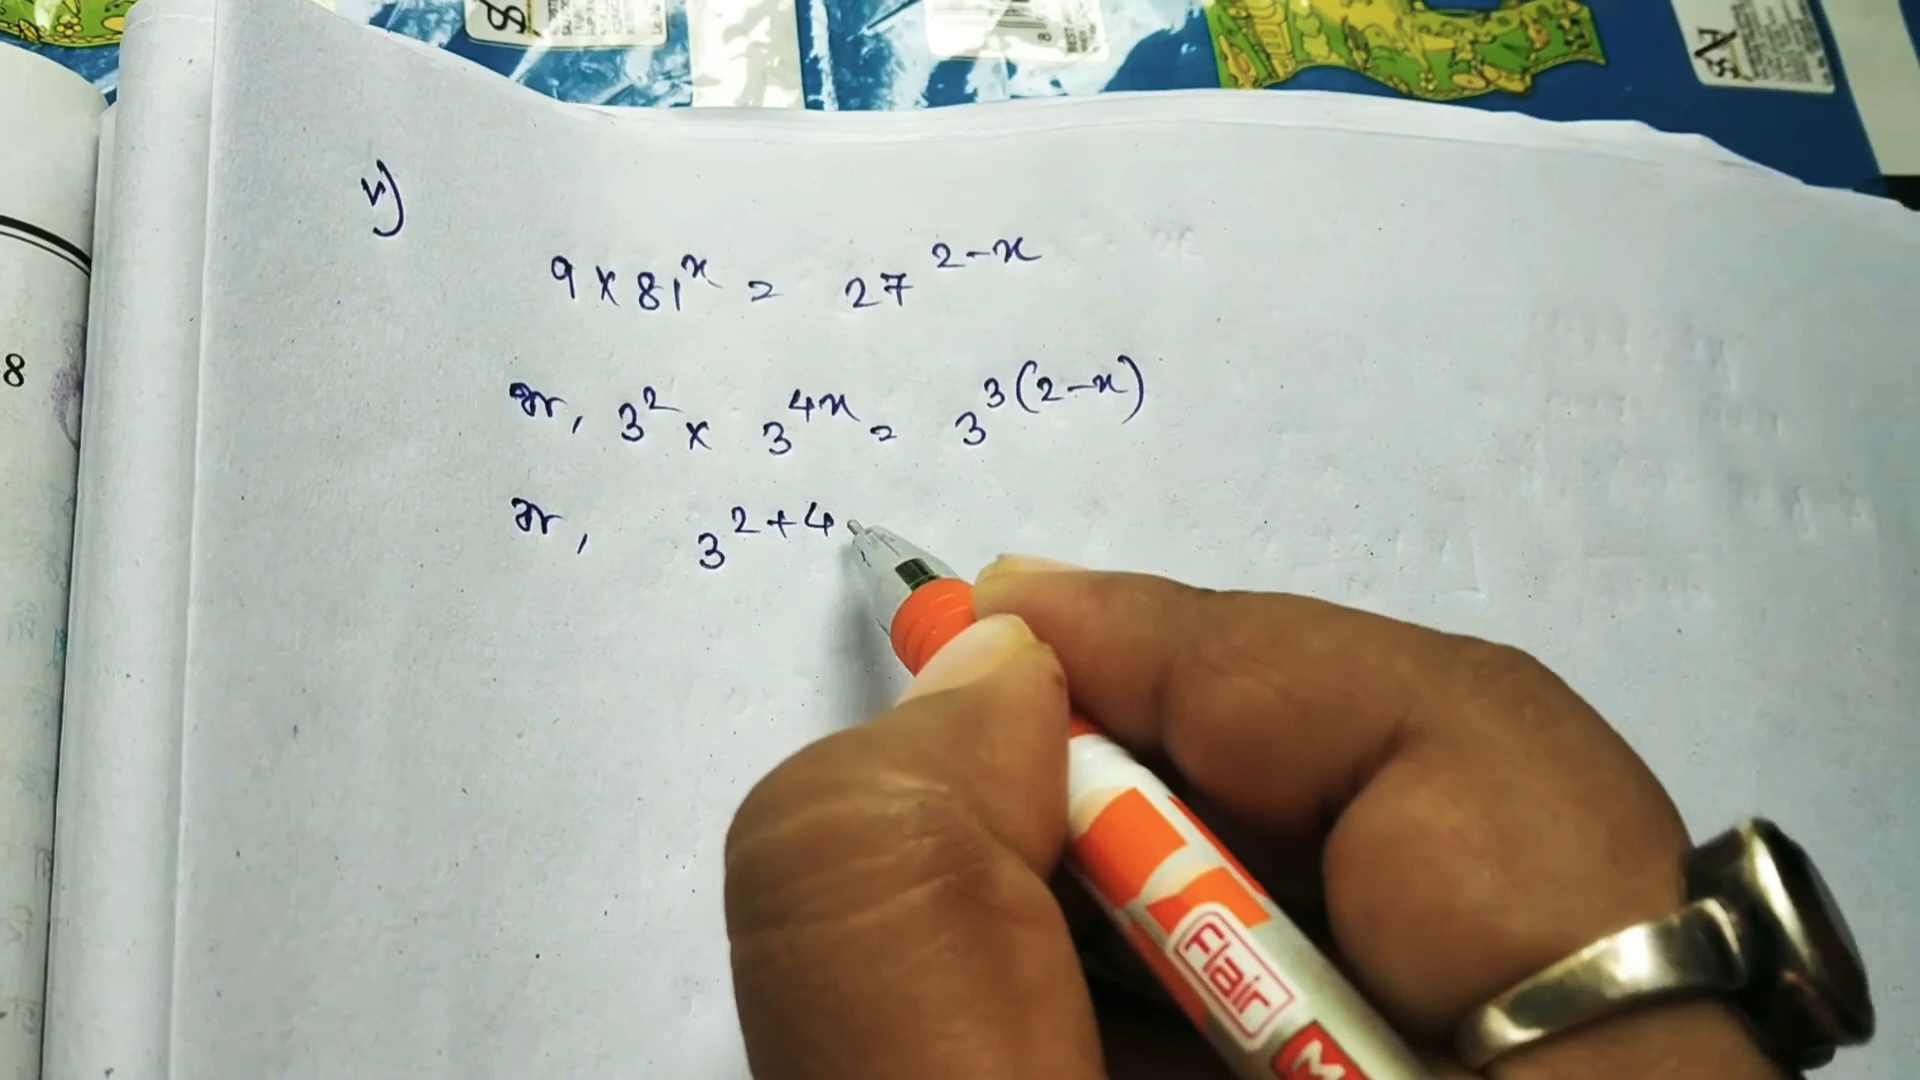 v)
9 × 81^x = 27^{2-x}
বা, 3^2 × 3^{4x} = 3^{3(2-x)}
বা, 3^{2+4
8
Flair